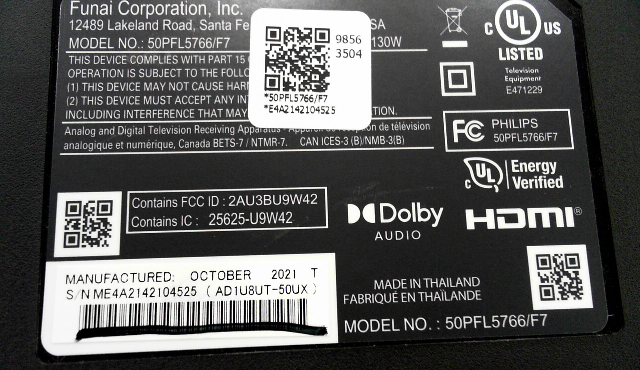 Funai Corporation, Inc.
12489 Lakeland Road, Santa Fe
SA
MODEL NO.: 50PFL5766/F7
130W
9856
3504
*50PFL5766/F7
*E4A2142104525
THIS DEVICE COMPLIES WITH PART 15
OPERATION IS SUBJECT TO THE FOLLO
(1) THIS DEVICE MAY NOT CAUSE HARM
(2) THIS DEVICE MUST ACCEPT ANY INT
INCLUDING INTERFERENCE THAT MAY
Analog and Digital Television Receiving Apparatus - Appareil de réception de télévision
analogique et numérique, Canada BETS-7 / NTMR-7. CAN ICES-3 (B)/NMB-3(B)
C UL US
LISTED
Television
Equipment
E471229
FC PHILIPS
50PFL5766/F7
C UL Energy
Verified
Contains FCC ID : 2AU3BU9W42
Contains IC : 25625-U9W42
Dolby
AUDIO
HDMI®
MANUFACTURED: OCTOBER 2021 T
S/N ME4A2142104525 ( AD1U8UT-50UX )
MADE IN THAILAND
FABRIQUÉ EN THAÏLANDE
MODEL NO. : 50PFL5766/F7